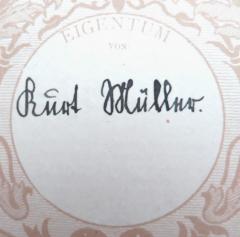 EIGENTUM
VON
Kurt Müller.